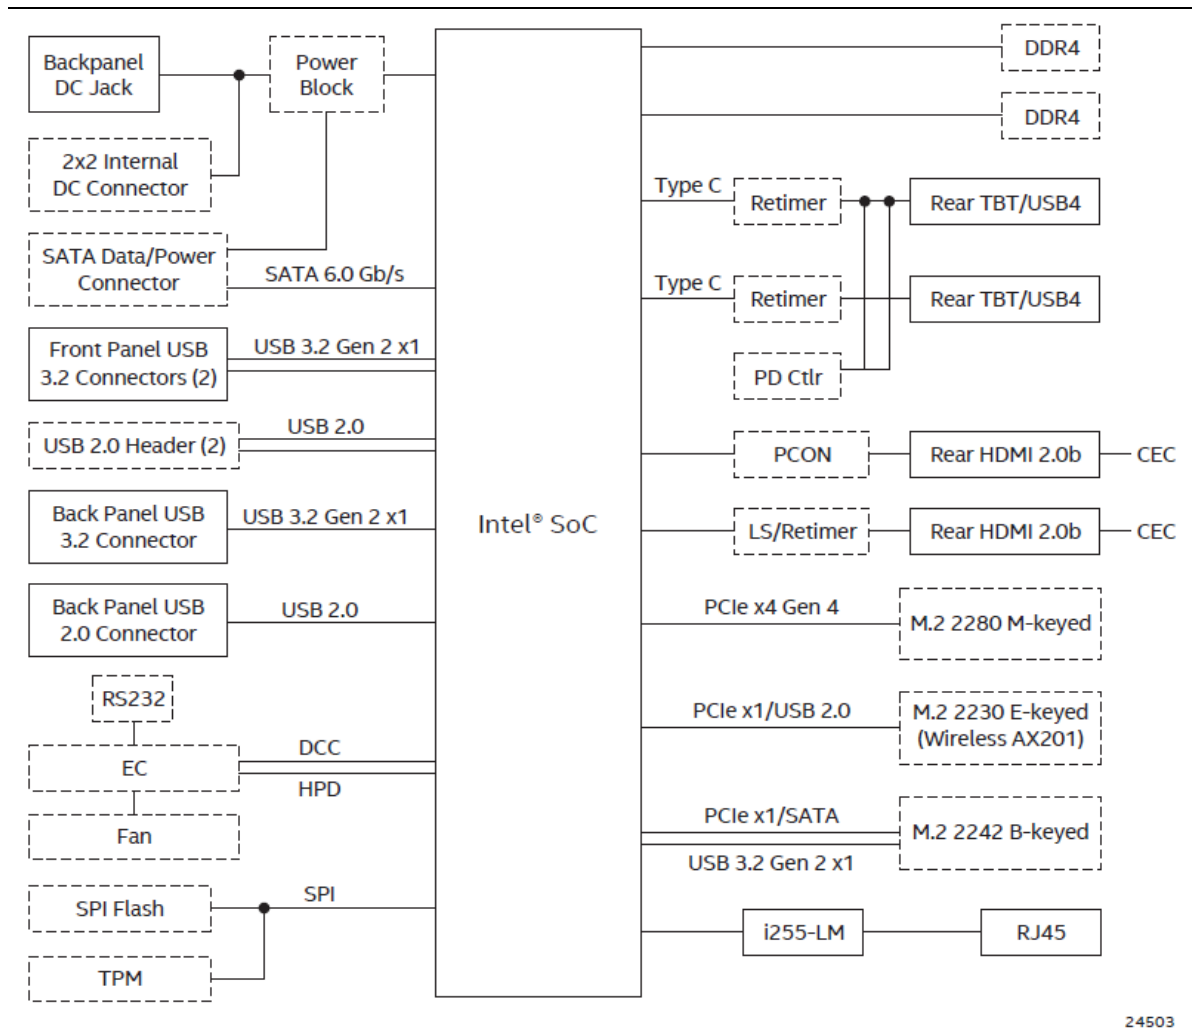 Backpanel
DC Jack
Power
Block
2x2 Internal
DC Connector
SATA Data/Power
Connector
SATA 6.0 Gb/s
Front Panel USB
3.2 Connectors (2)
USB 3.2 Gen 2 x1
USB 2.0 Header (2)
USB 2.0
Back Panel USB
3.2 Connector
USB 3.2 Gen 2 x1
Back Panel USB
2.0 Connector
USB 2.0
RS232
EC
DCC
HPD
Fan
SPI Flash
SPI
TPM
Intel® SoC
DDR4
DDR4
Type C
Retimer
Rear TBT/USB4
Type C
Retimer
Rear TBT/USB4
PD Ctlr
PCON
Rear HDMI 2.0b
CEC
LS/Retimer
Rear HDMI 2.0b
CEC
PCIe x4 Gen 4
M.2 2280 M-keyed
PCIe x1/USB 2.0
M.2 2230 E-keyed
(Wireless AX201)
PCIe x1/SATA
M.2 2242 B-keyed
USB 3.2 Gen 2 x1
i255-LM
RJ45
24503